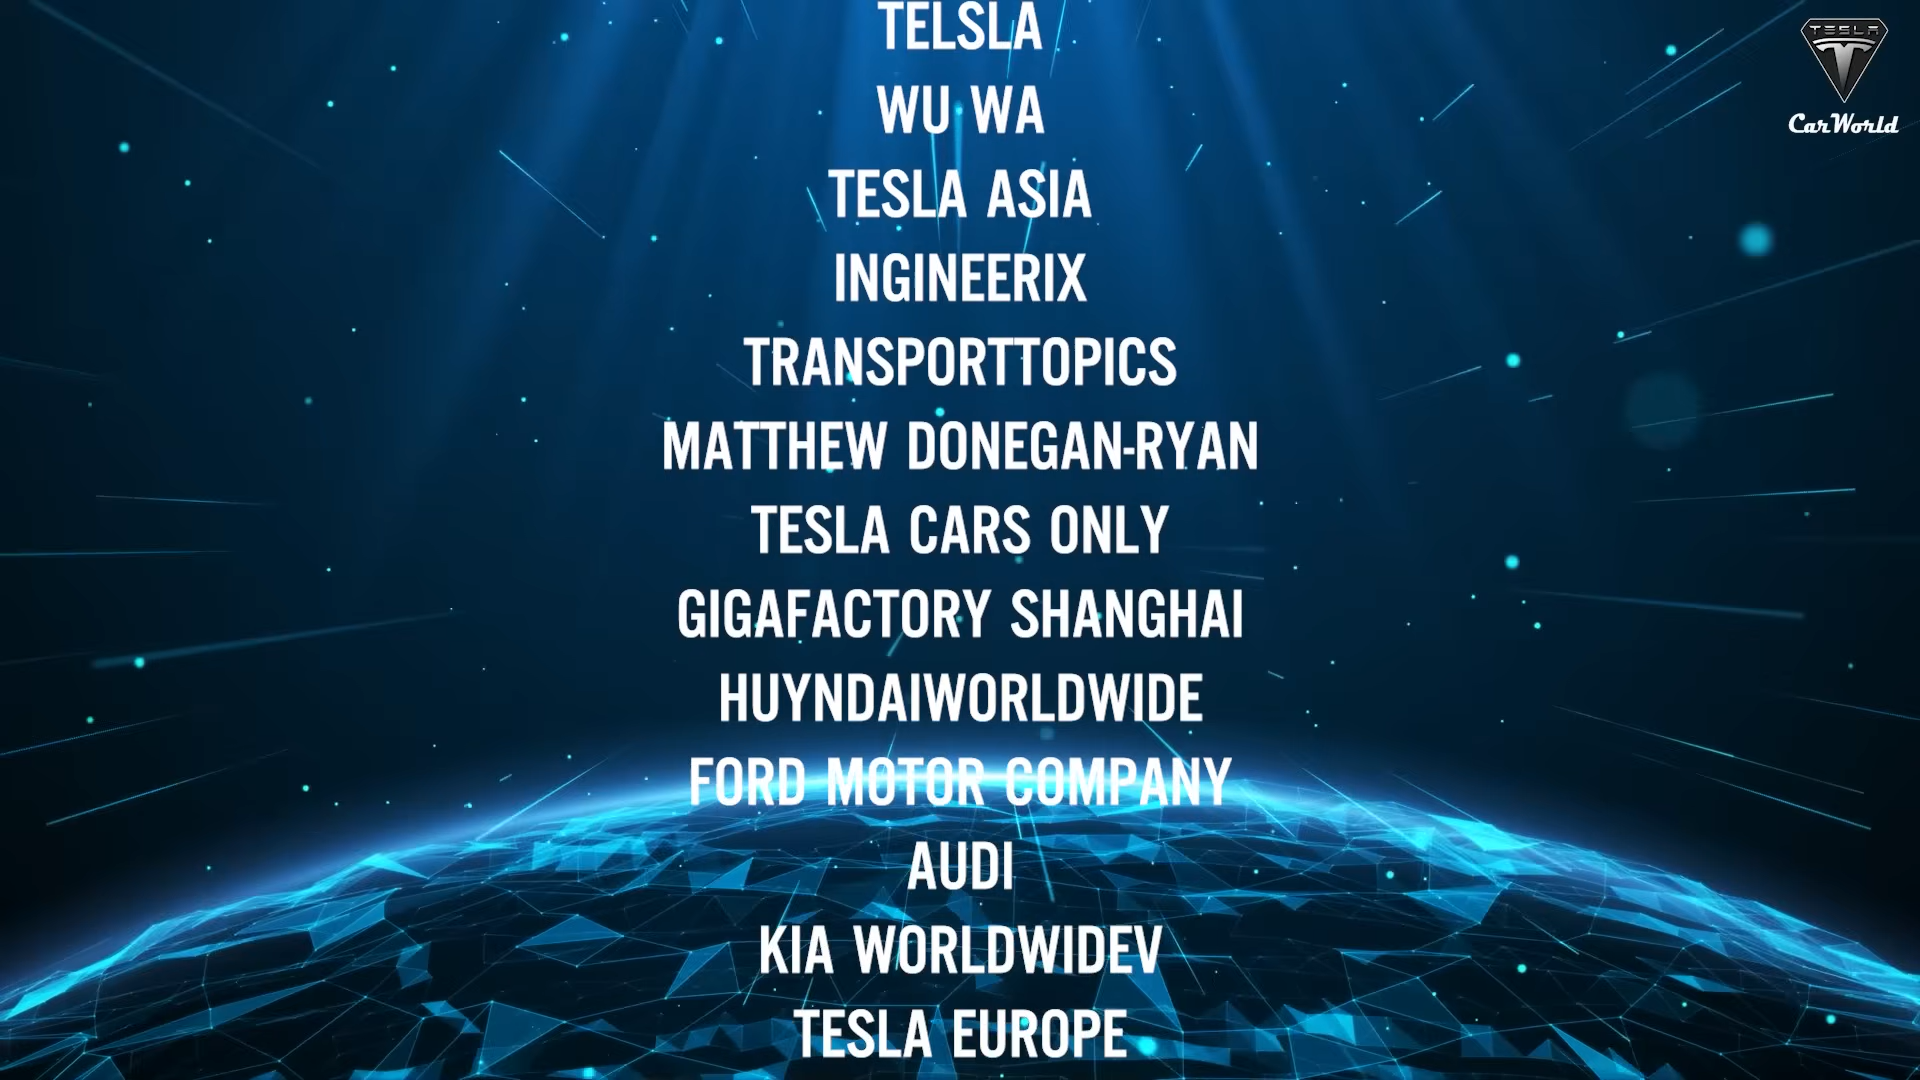 TELSLA
WU WA
TESLA ASIA
INGINEERIX
TRANSPORTTOPICS
MATTHEW DONEGAN-RYAN
TESLA CARS ONLY
GIGAFACTORY SHANGHAI
HUYNDAIWORLDWIDE
FORD MOTOR COMPANY
AUDI
KIA WORLDWIDEV
TESLA EUROPE
TESLA
CarWorld